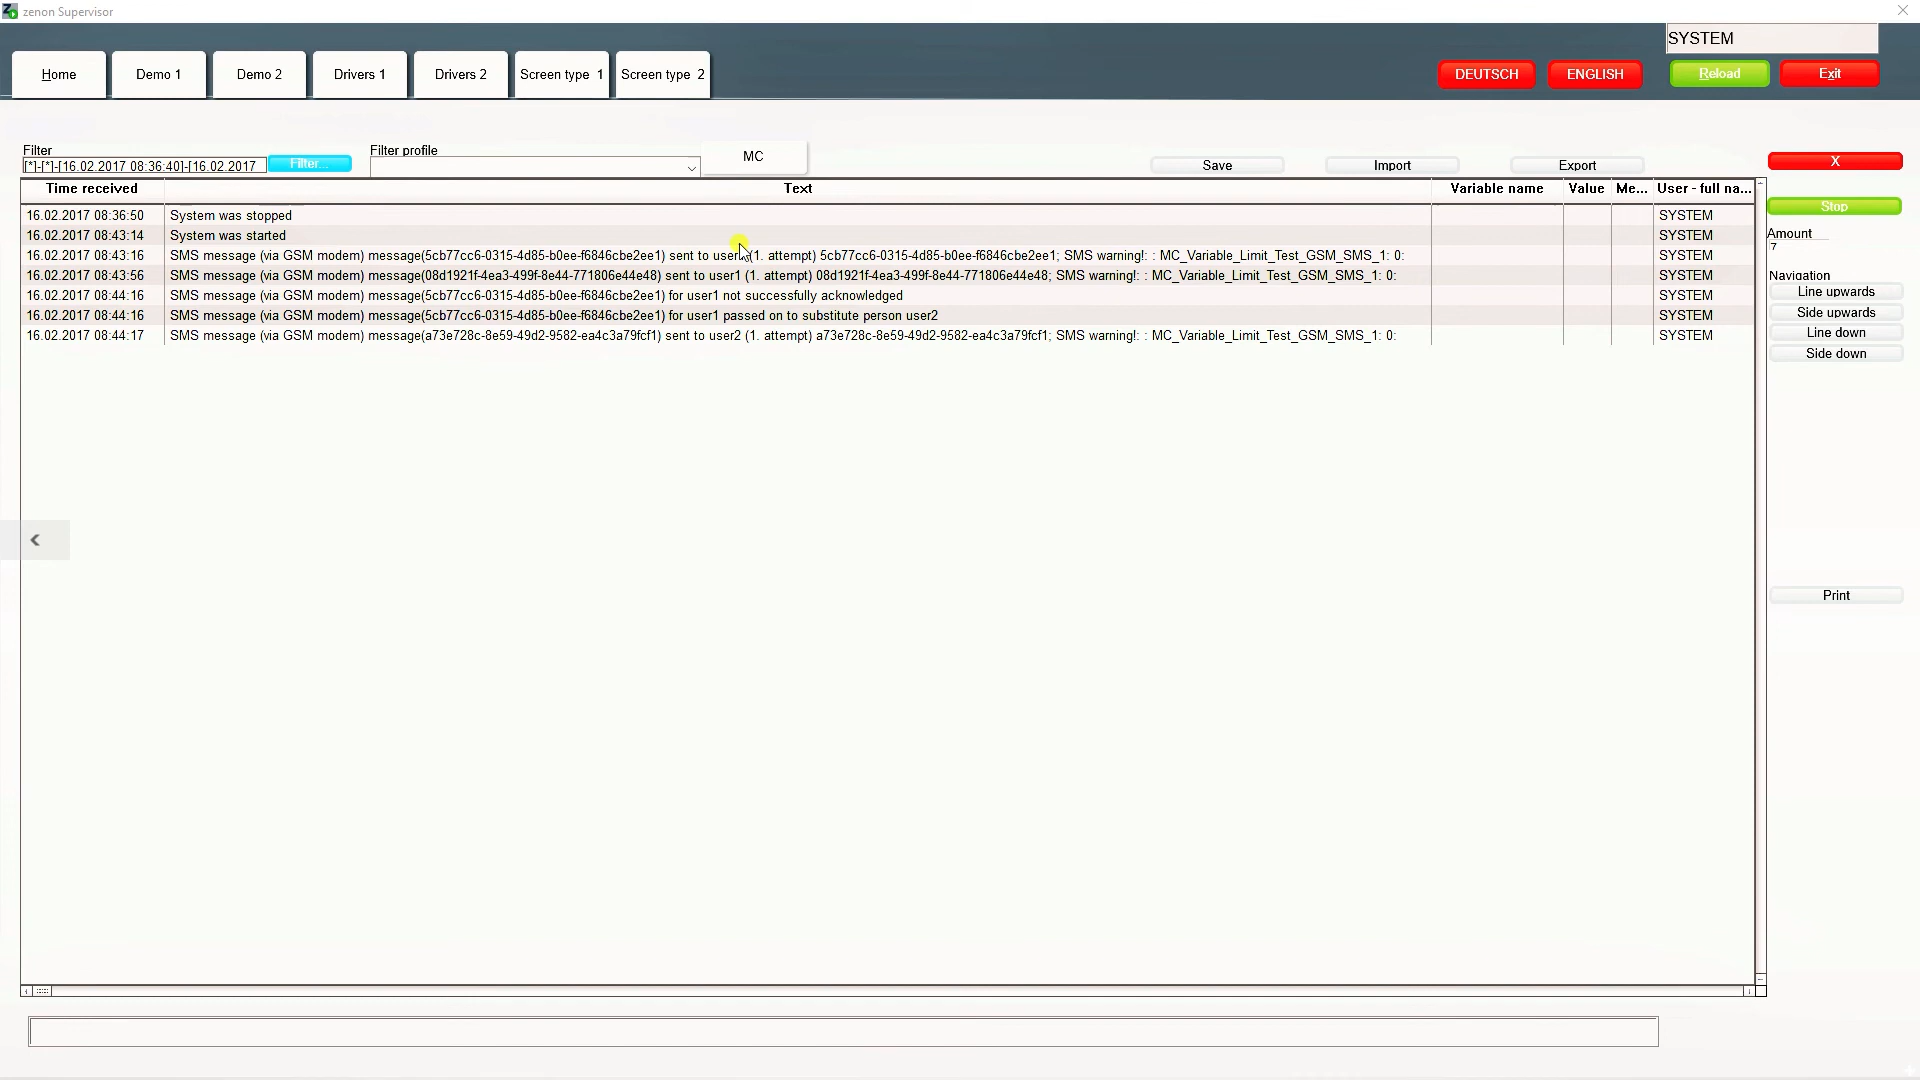 zenon Supervisor
SYSTEM
Home Demo 1 Demo 2 Drivers 1 Drivers 2 Screen type 1 Screen type 2 DEUTSCH ENGLISH Reload Exit
Filter Filter profile MC
[*]-[*]-[16.02.2017 08:36:40]-[16.02.2017 Filter... Save Import Export X
Time received Text Variable name Value Me... User - full na...
16.02.2017 08:36:50 System was stopped SYSTEM
16.02.2017 08:43:14 System was started SYSTEM
16.02.2017 08:43:16 SMS message (via GSM modem) message(5cb77cc6-0315-4d85-b0ee-f6846cbe2ee1) sent to user (1. attempt) 5cb77cc6-0315-4d85-b0ee-f6846cbe2ee1; SMS warning!: : MC_Variable_Limit_Test_GSM_SMS_1: 0: SYSTEM
16.02.2017 08:43:56 SMS message (via GSM modem) message(08d1921f-4ea3-499f-8e44-771806e44e48) sent to user1 (1. attempt) 08d1921f-4ea3-499f-8e44-771806e44e48; SMS warning!: : MC_Variable_Limit_Test_GSM_SMS_1: 0: SYSTEM
16.02.2017 08:44:16 SMS message (via GSM modem) message(5cb77cc6-0315-4d85-b0ee-f6846cbe2ee1) for user1 not successfully acknowledged SYSTEM
16.02.2017 08:44:16 SMS message (via GSM modem) message(5cb77cc6-0315-4d85-b0ee-f6846cbe2ee1) for user1 passed on to substitute person user2 SYSTEM
16.02.2017 08:44:17 SMS message (via GSM modem) message(a73e728c-8e59-49d2-9582-ea4c3a79fcf1) sent to user2 (1. attempt) a73e728c-8e59-49d2-9582-ea4c3a79fcf1; SMS warning!: : MC_Variable_Limit_Test_GSM_SMS_1: 0: SYSTEM
Stop
Amount
7
Navigation
Line upwards
Side upwards
Line down
Side down
Print